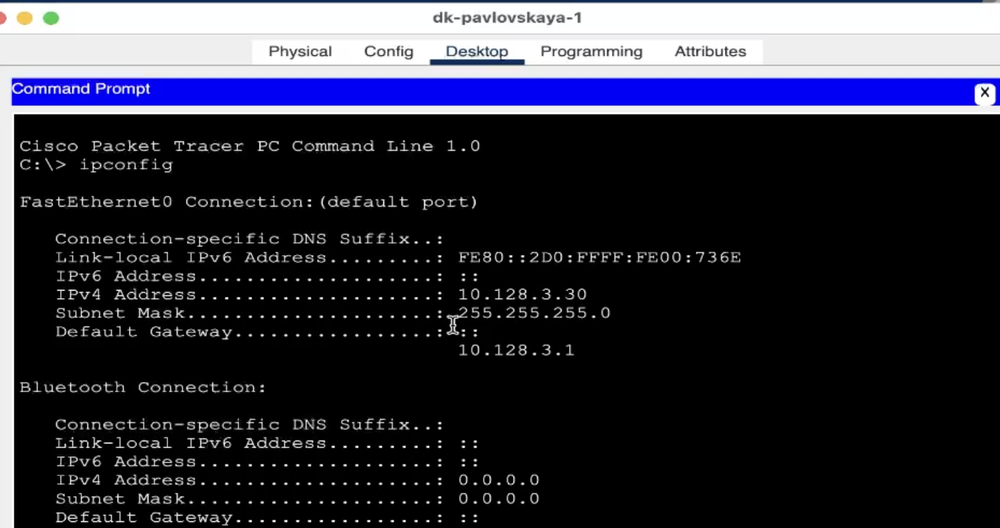 dk-pavlovskaya-1
Physical Config Desktop Programming Attributes
Command Prompt
X
Cisco Packet Tracer PC Command Line 1.0
C:\> ipconfig
FastEthernet0 Connection:(default port)
Connection-specific DNS Suffix..:
Link-local IPv6 Address.........: FE80::2D0:FFFF:FE00:736E
IPv6 Address....................: ::
IPv4 Address....................: 10.128.3.30
Subnet Mask.....................: 255.255.255.0
Default Gateway.................: ::
10.128.3.1
Bluetooth Connection:
Connection-specific DNS Suffix..:
Link-local IPv6 Address.........: ::
IPv6 Address....................: ::
IPv4 Address....................: 0.0.0.0
Subnet Mask.....................: 0.0.0.0
Default Gateway.................: ::